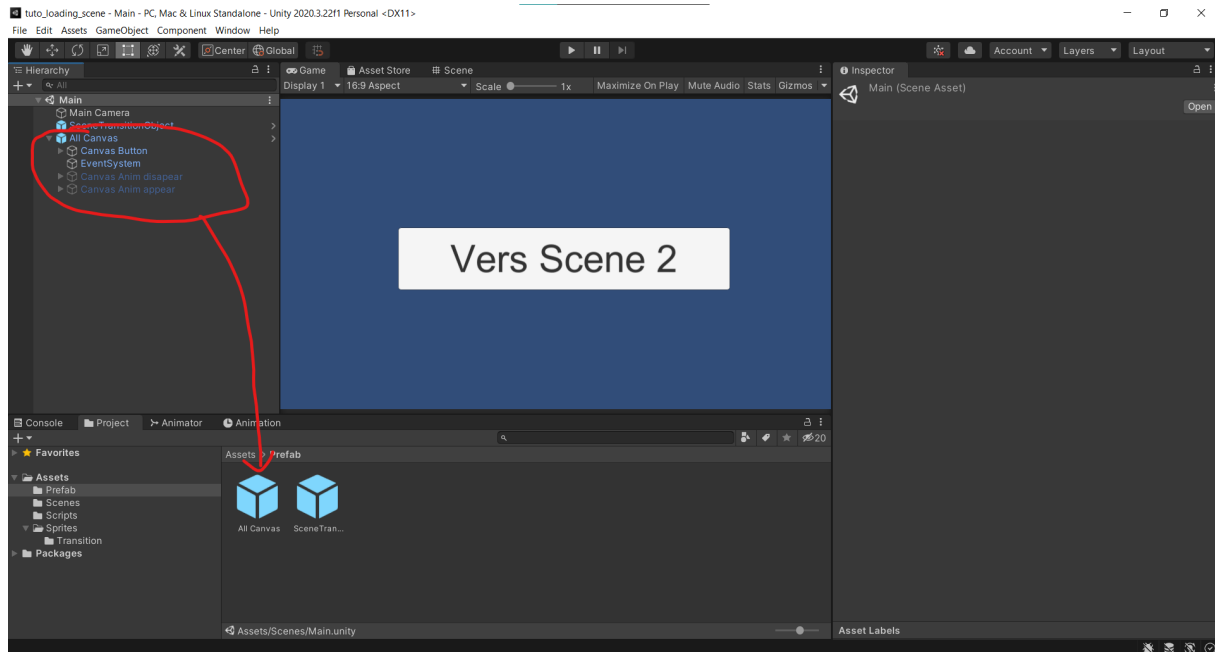 tuto_loading_scene - Main - PC, Mac & Linux Standalone - Unity 2020.3.22f1 Personal <DX11>
File Edit Assets GameObject Component Window Help
Center Global Account Layers Layout
Hierarchy
All
Main
Main Camera
SceneTransitionObject
All Canvas
Canvas Button
EventSystem
Canvas Anim disapear
Canvas Anim appear
Game Asset Store Scene
Display 1 16:9 Aspect Scale 1x Maximize On Play Mute Audio Stats Gizmos
Vers Scene 2
Inspector
Main (Scene Asset)
Open
Console Project Animator Animation
20
Favorites
Assets
Prefab
Scenes
Scripts
Sprites
Transition
Packages
Assets > Prefab
All Canvas SceneTran...
Assets/Scenes/Main.unity
Asset Labels